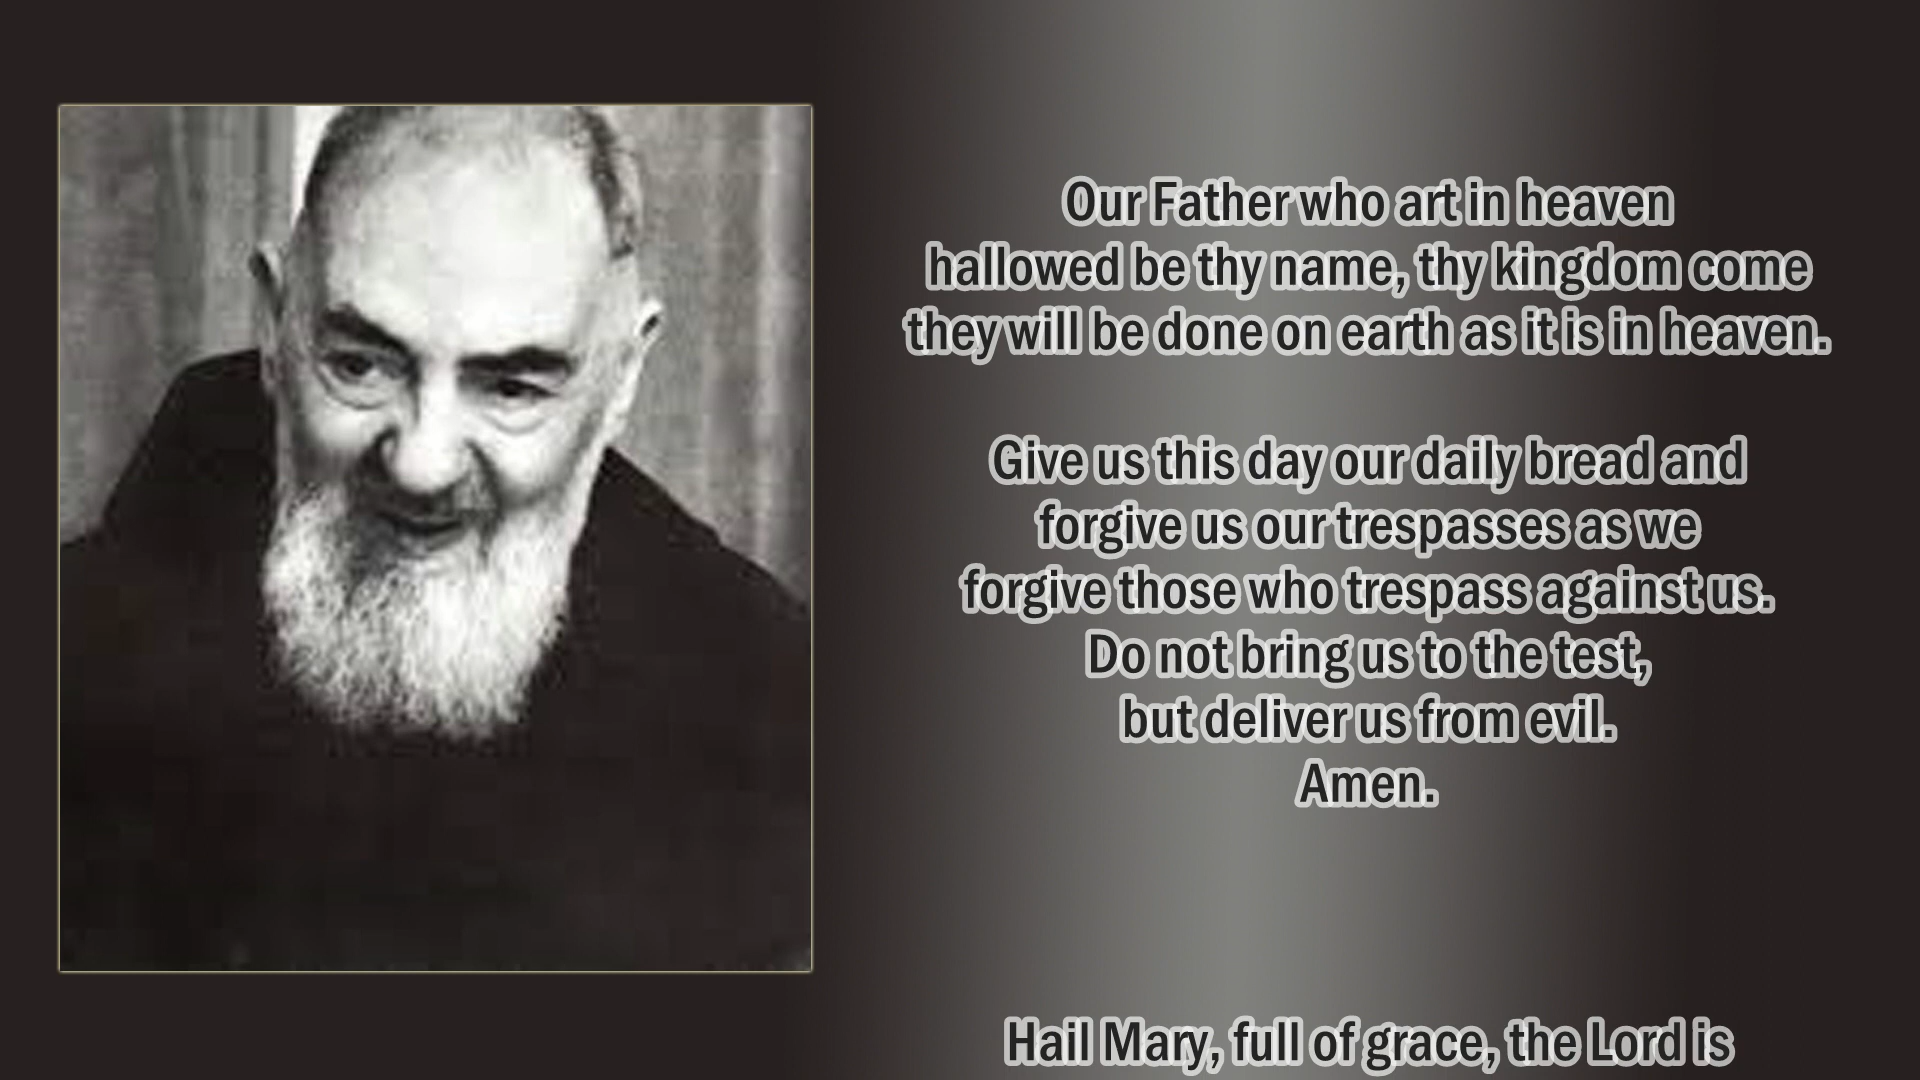 Our Father who art in heaven
hallowed be thy name, thy kingdom come
they will be done on earth as it is in heaven.
Give us this day our daily bread and
forgive us our trespasses as we
forgive those who trespass against us.
Do not bring us to the test,
but deliver us from evil.
Amen.
Hail Mary, full of grace, the Lord is